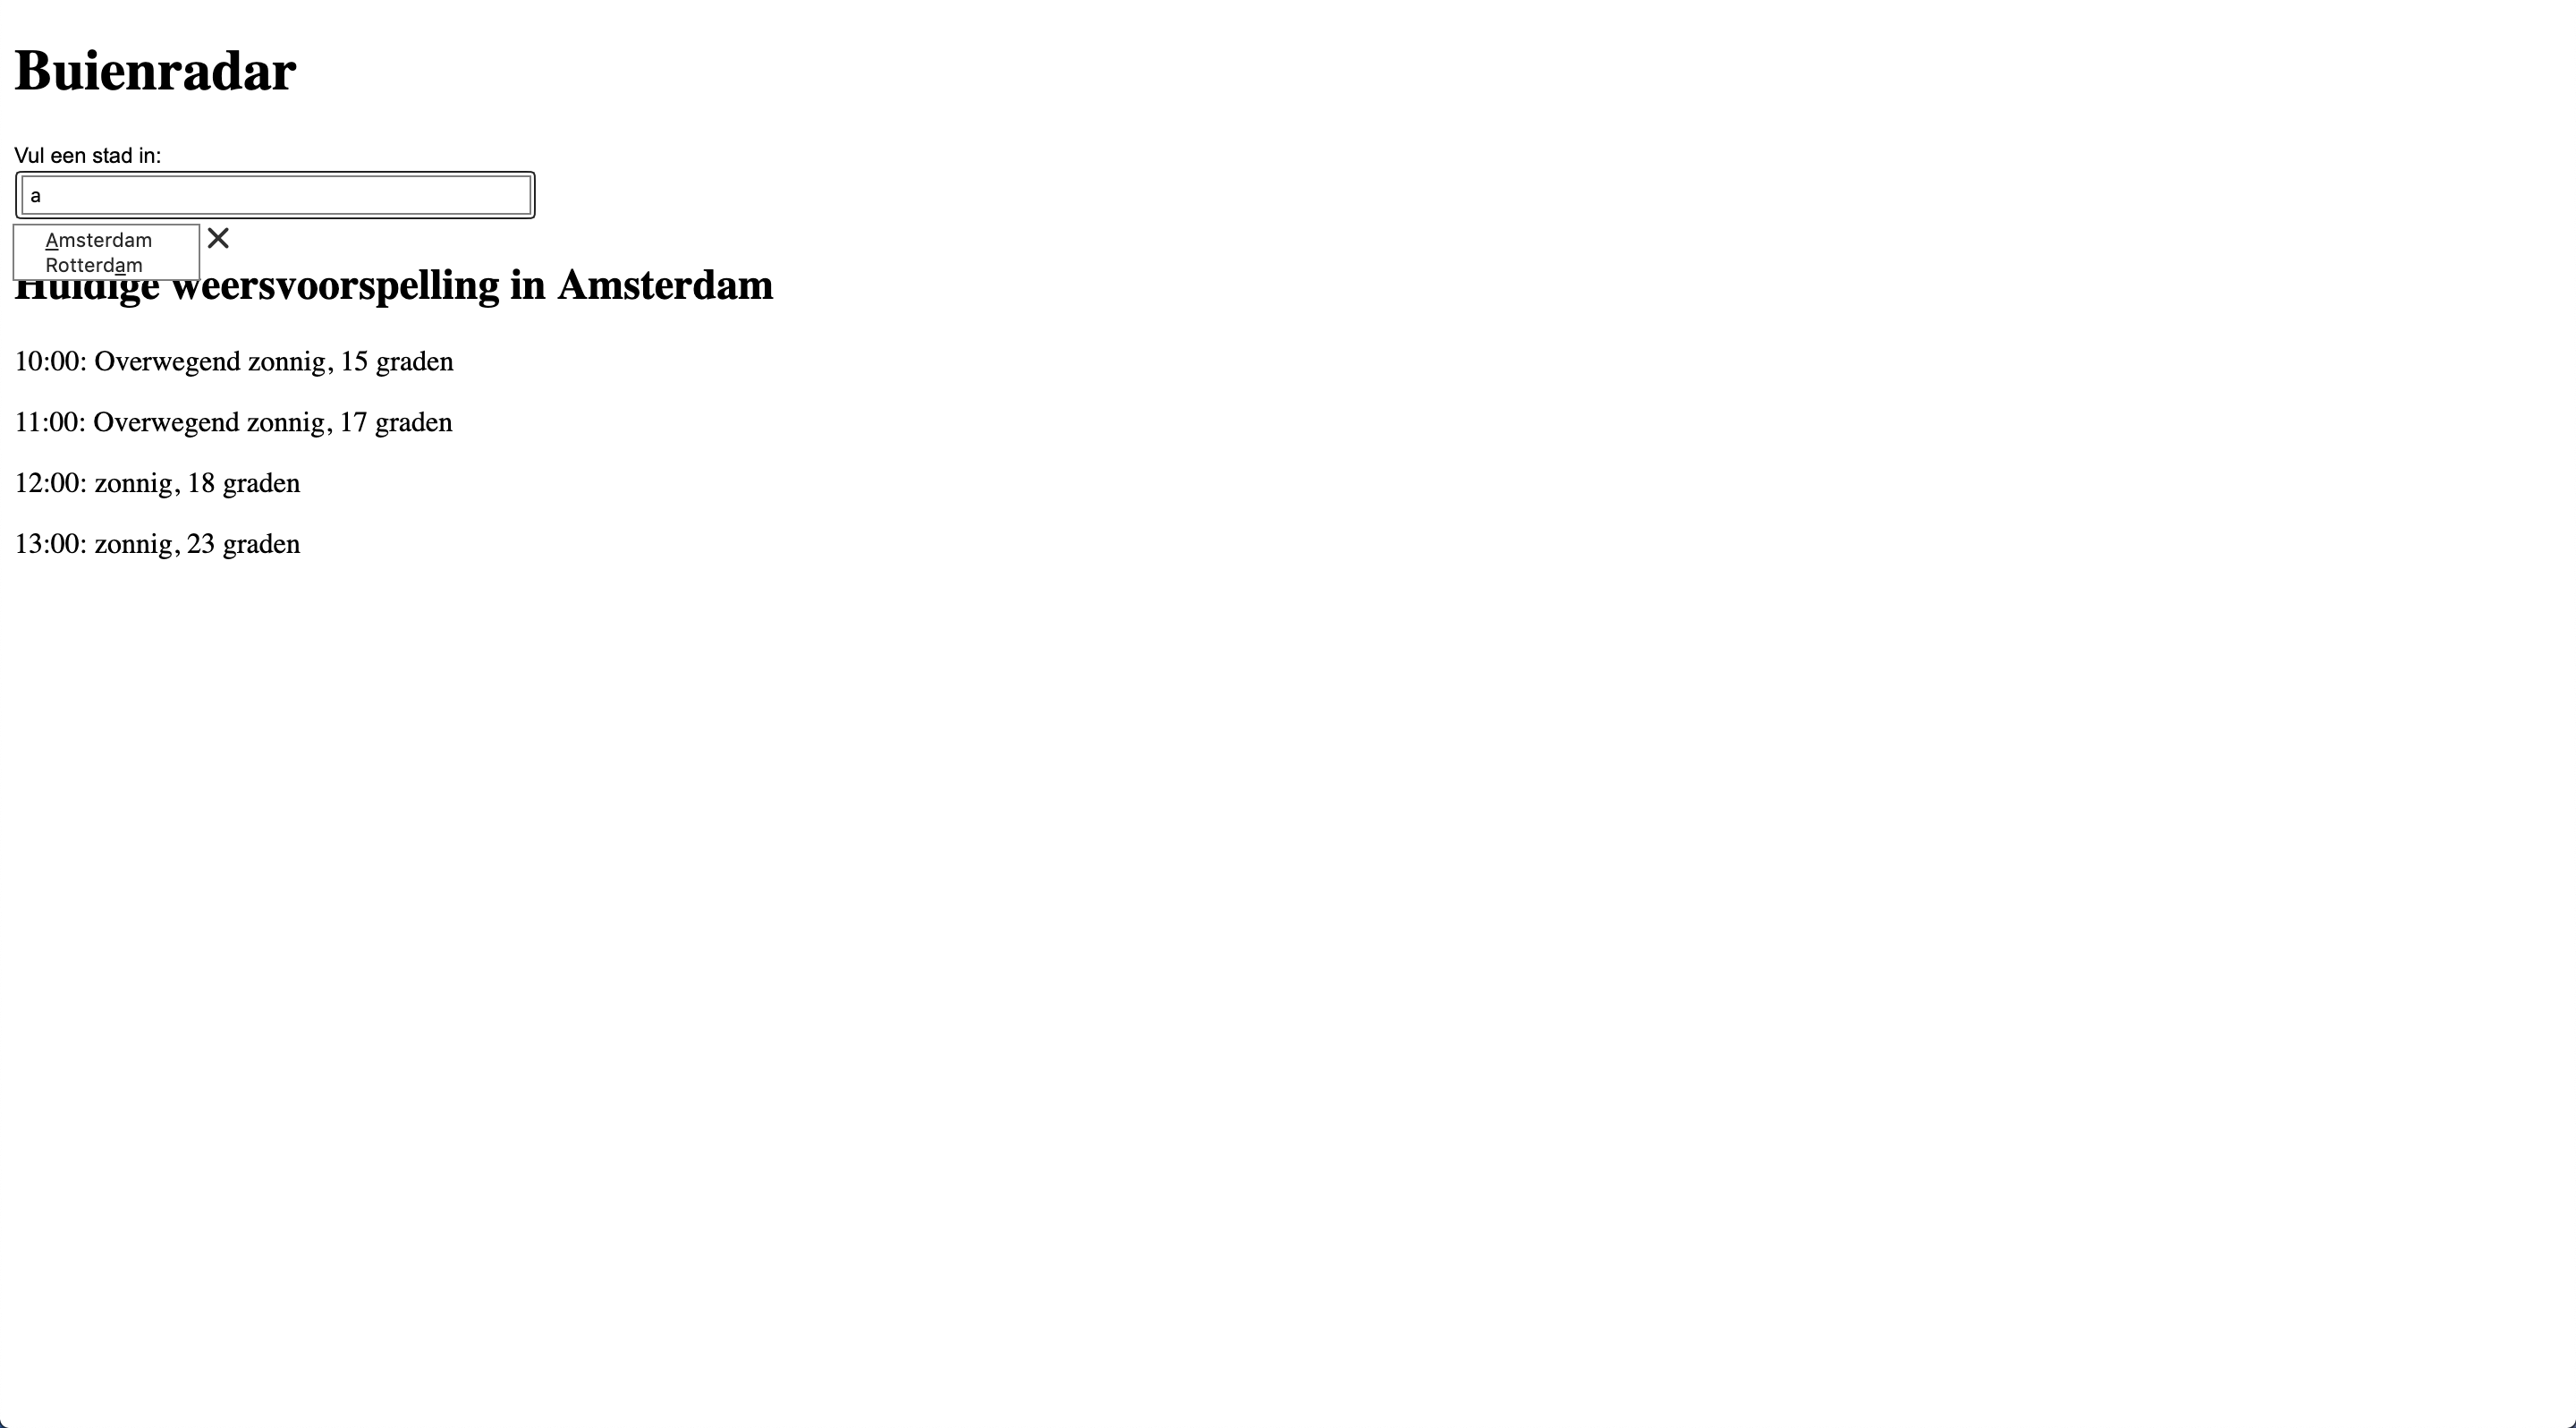 Buienradar
Vul een stad in:
a
Amsterdam
Rotterdam
Huidige weersvoorspelling in Amsterdam
10:00: Overwegend zonnig, 15 graden
11:00: Overwegend zonnig, 17 graden
12:00: zonnig, 18 graden
13:00: zonnig, 23 graden